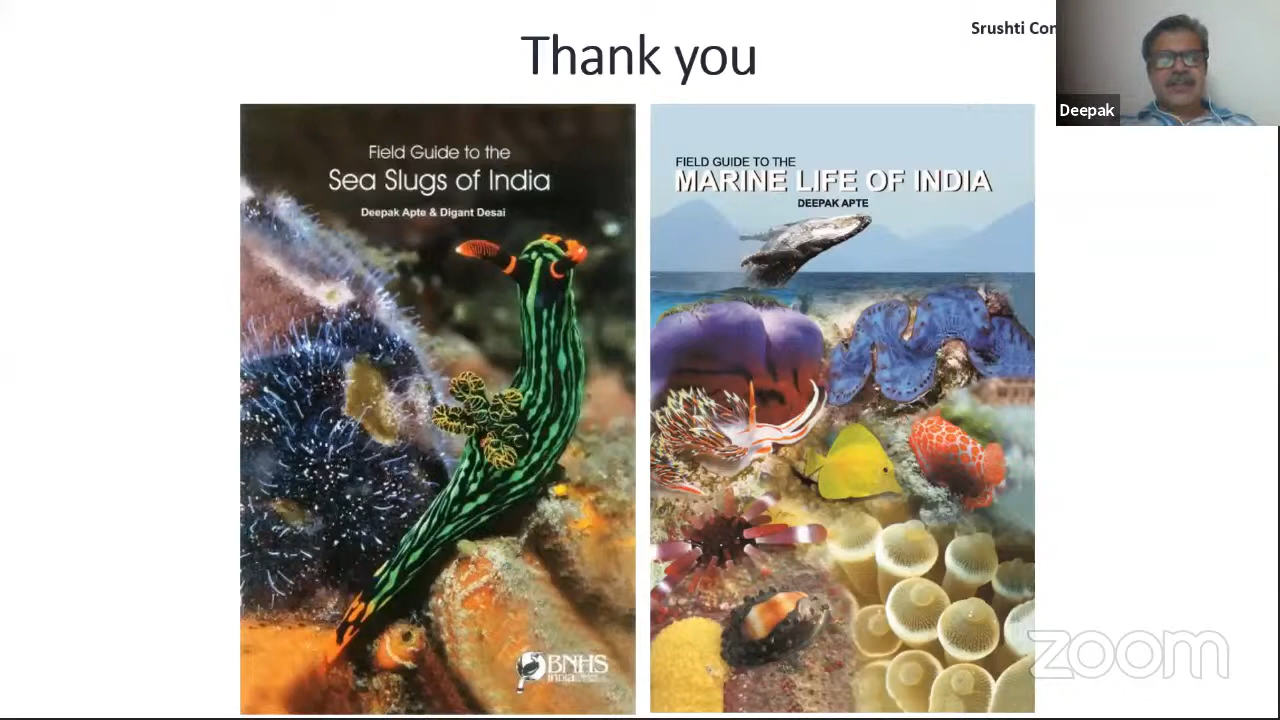 Thank you
Srushti Con
Deepak
Field Guide to the
Sea Slugs of India
Deepak Apte & Digant Desai
BNHS
India
FIELD GUIDE TO THE
MARINE LIFE OF INDIA
DEEPAK APTE
zoom